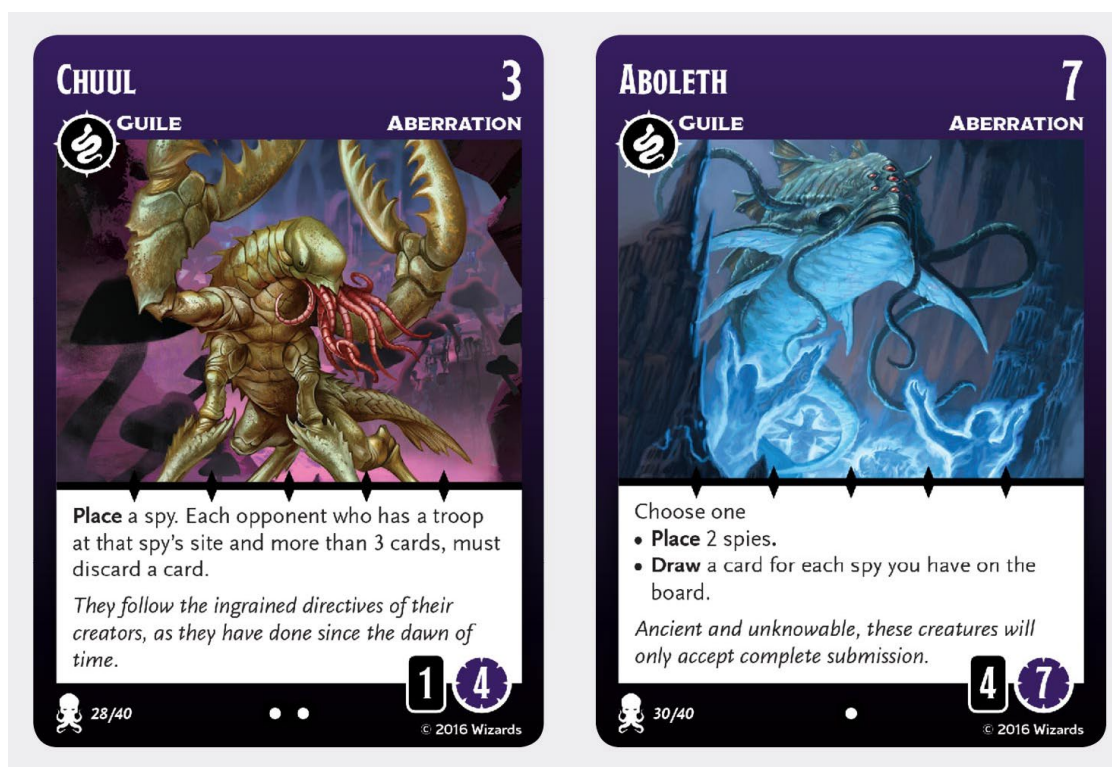 CHUUL 3
GUILE ABERRATION
Place a spy. Each opponent who has a troop
at that spy's site and more than 3 cards, must
discard a card.
They follow the ingrained directives of their
creators, as they have done since the dawn of
time.
1 4
28/40
© 2016 Wizards
ABOLETH 7
GUILE ABERRATION
Choose one
• Place 2 spies.
• Draw a card for each spy you have on the
board.
Ancient and unknowable, these creatures will
only accept complete submission.
4 7
30/40
© 2016 Wizards